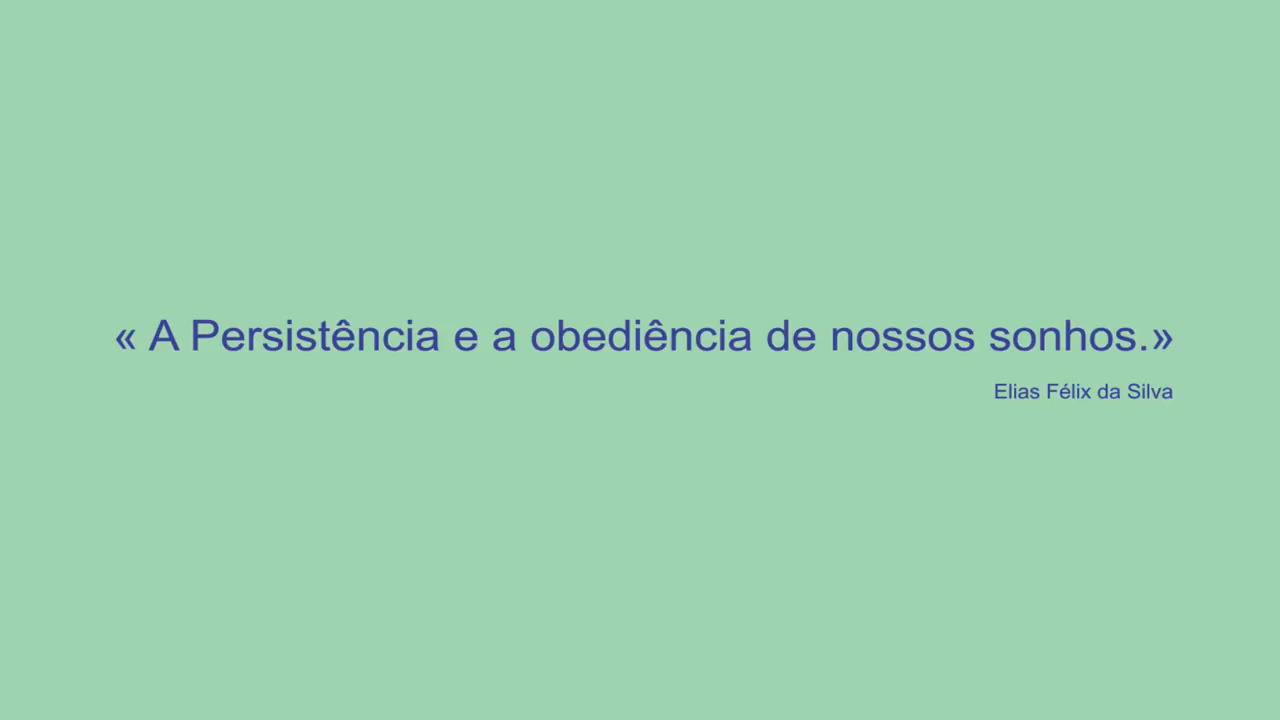 « A Persistência e a obediência de nossos sonhos.»
Elias Félix da Silva